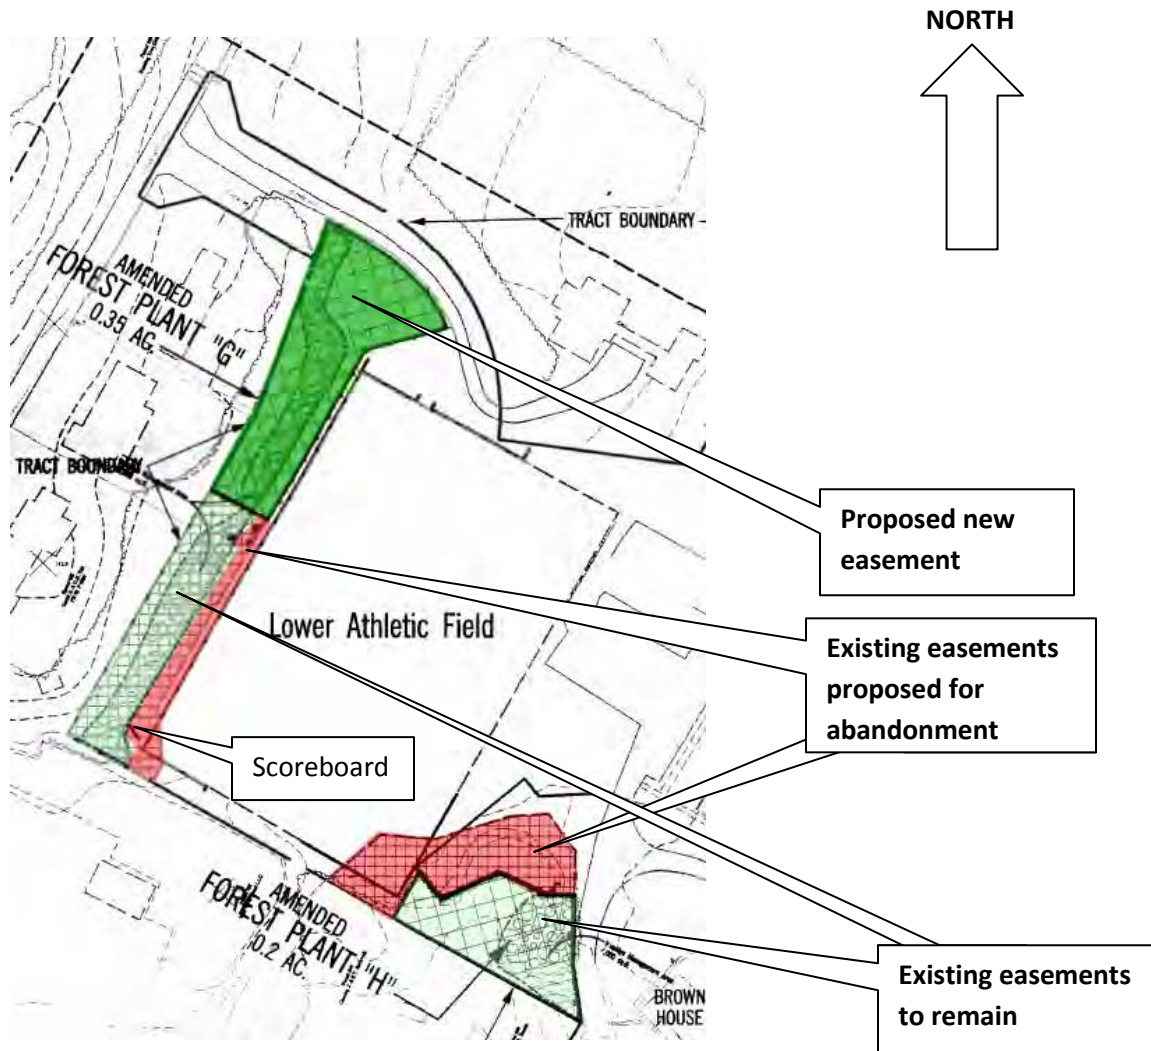 NORTH
TRACT BOUNDARY
AMENDED
FOREST PLANT "G"
0.35 AC.
TRACT BOUNDARY
Proposed new
easement
Lower Athletic Field
Existing easements
proposed for
abandonment
Scoreboard
AMENDED
FOREST PLANT "H"
0.2 AC.
BROWN
HOUSE
Existing easements
to remain